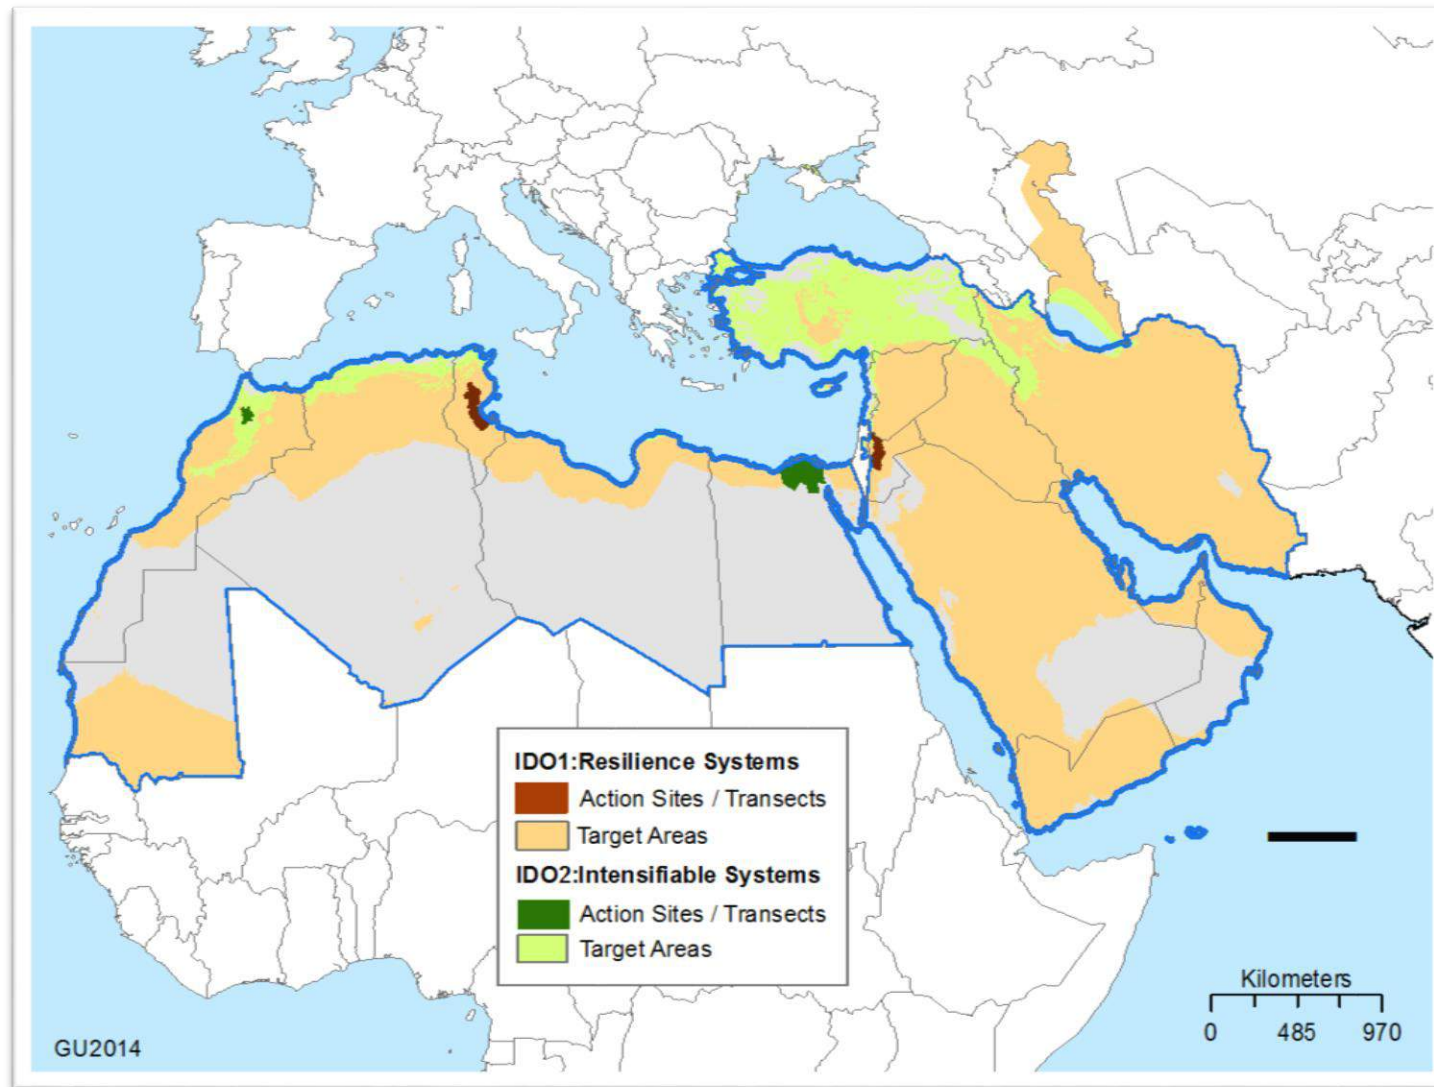 IDO1:Resilience Systems
Action Sites / Transects
Target Areas
IDO2:Intensifiable Systems
Action Sites / Transects
Target Areas
Kilometers
0 485 970
GU2014